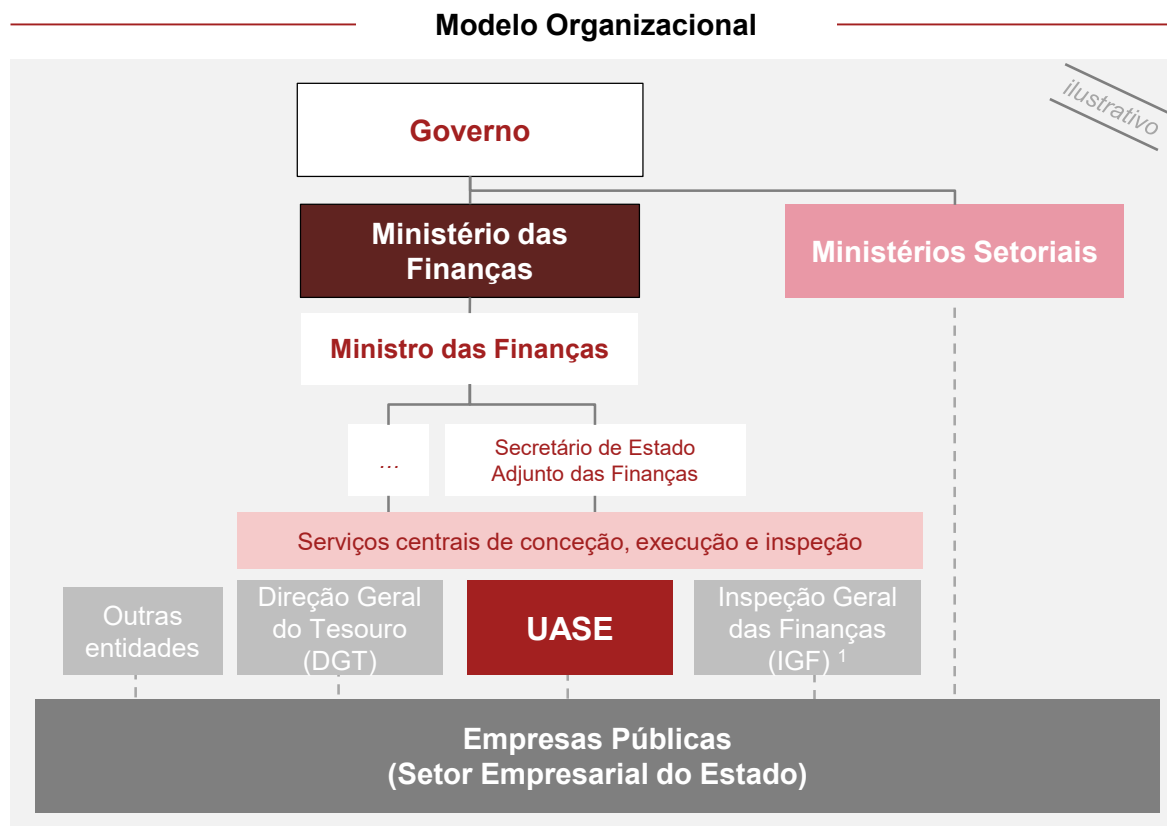 Modelo Organizacional
ilustrativo
Governo
Ministério das
Finanças
Ministérios Setoriais
Ministro das Finanças
...
Secretário de Estado
Adjunto das Finanças
Serviços centrais de conceção, execução e inspeção
Outras
entidades
Direção Geral
do Tesouro
(DGT)
UASE
Inspeção Geral
das Finanças
(IGF) ¹
Empresas Públicas
(Setor Empresarial do Estado)